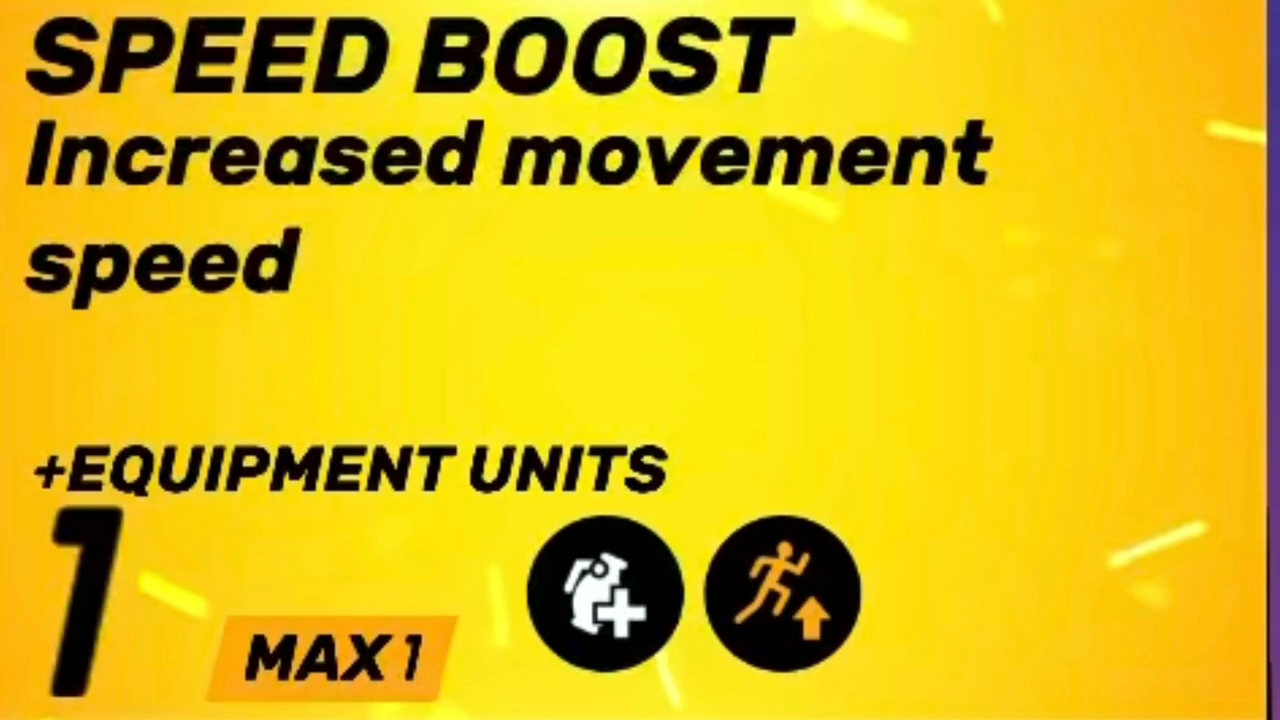 SPEED BOOST
Increased movement
speed
+EQUIPMENT UNITS
1
MAX 1